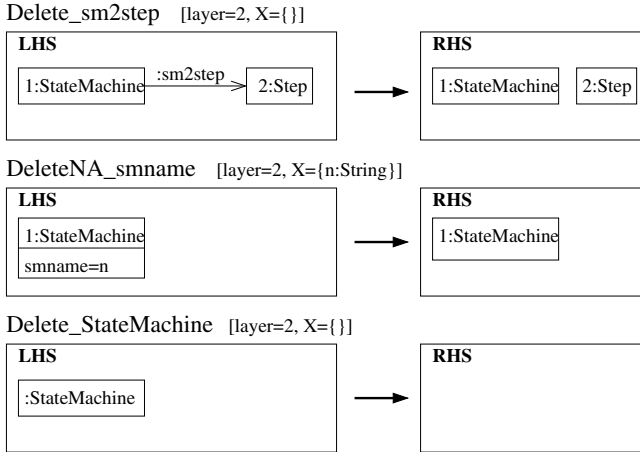 Delete_sm2step [layer=2, X={}]
LHS RHS
1:StateMachine :sm2step 2:Step 1:StateMachine 2:Step
DeleteNA_smname [layer=2, X={n:String}]
LHS RHS
1:StateMachine 1:StateMachine
smname=n
Delete_StateMachine [layer=2, X={}]
LHS RHS
:StateMachine